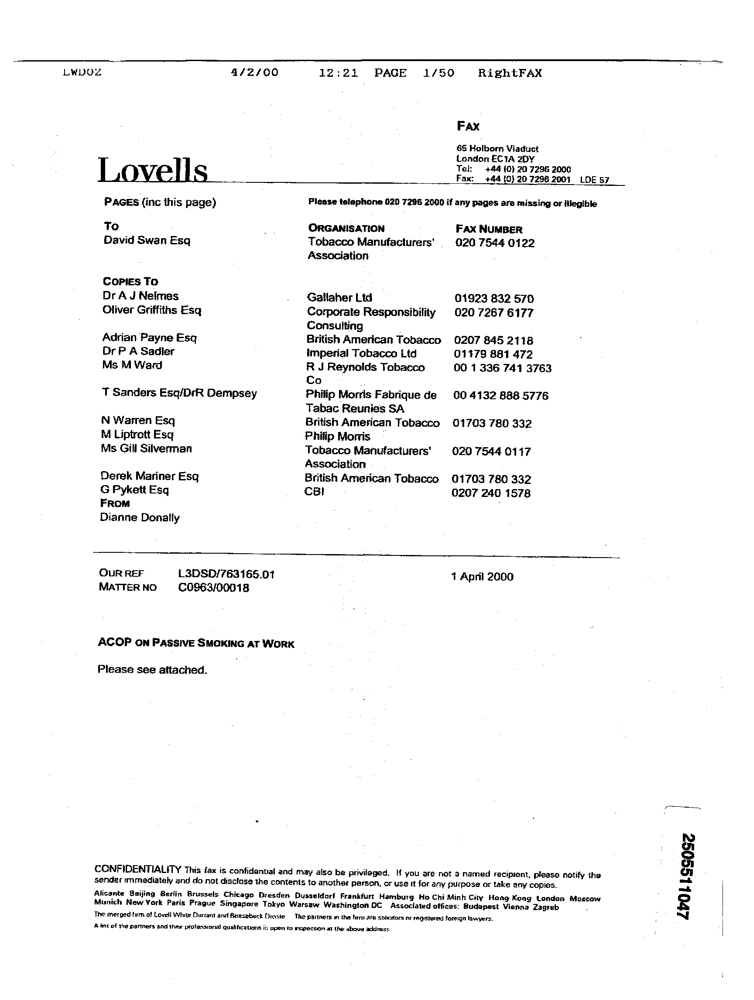 LWD02 4/2/00 12:21 PAGE 1/50 RightFAX
FAX
65 Holborn Viaduct
London EC1A 2DY
Tel: +44 (0) 20 7296 2000
Fax: +44 (0) 20 7296 2001 LDE 57
Lovells
PAGES (inc this page) Please telephone 020 7296 2000 if any pages are missing or illegible
TO ORGANISATION FAX NUMBER
David Swan Esq Tobacco Manufacturers' 020 7544 0122
Association
COPIES TO
Dr A J Nelmes Gallaher Ltd 01923 832 570
Oliver Griffiths Esq Corporate Responsibility 020 7267 6177
Consulting
Adrian Payne Esq British American Tobacco 0207 845 2118
Dr P A Sadler Imperial Tobacco Ltd 01179 881 472
Ms M Ward R J Reynolds Tobacco 00 1 336 741 3763
Co
T Sanders Esq/DrR Dempsey Philip Morris Fabrique de 00 4132 888 5776
Tabac Reunies SA
N Warren Esq British American Tobacco 01703 780 332
M Liptrott Esq Philip Morris
Ms Gill Silverman Tobacco Manufacturers' 020 7544 0117
Association
Derek Mariner Esq British American Tobacco 01703 780 332
G Pykett Esq CBI 0207 240 1578
FROM
Dianne Donally
OUR REF L3DSD/763165.01 1 April 2000
MATTER NO C0963/00018
ACOP ON PASSIVE SMOKING AT WORK
Please see attached.
CONFIDENTIALITY This fax is confidential and may also be privileged. If you are not a named recipient, please notify the
sender immediately and do not disclose the contents to another person, or use it for any purpose or take any copies.
Alicante Beijing Berlin Brussels Chicago Dresden Dusseldorf Frankfurt Hamburg Ho Chi Minh City Hong Kong London Moscow
Munich New York Paris Prague Singapore Tokyo Warsaw Washington DC Associated offices: Budapest Vienna Zagreb
The merged firm of Lovell White Durrant and Boesebeck Droste The partners in the firm are solicitors or registered foreign lawyers.
A list of the partners and their professional qualifications is open to inspection at the above address
2505511047